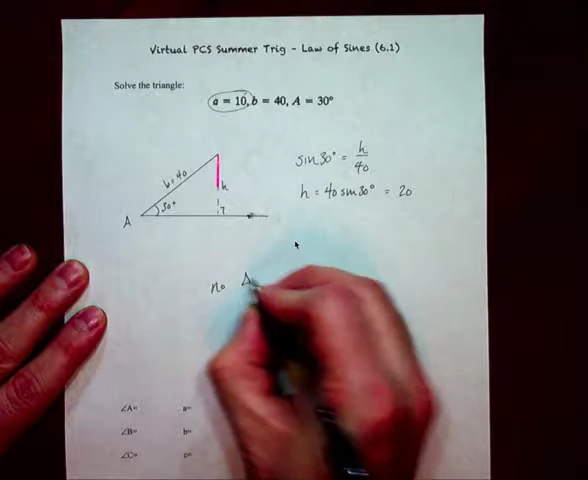 Virtual PCS Summer Trig - Law of Sines (6.1)
Solve the triangle:
a = 10, b = 40, A = 30°
sin 30° = h/40
h = 40 sin 30° = 20
b = 40
h
30°
A
no Δ
∠A= a=
∠B= b=
∠C= c=